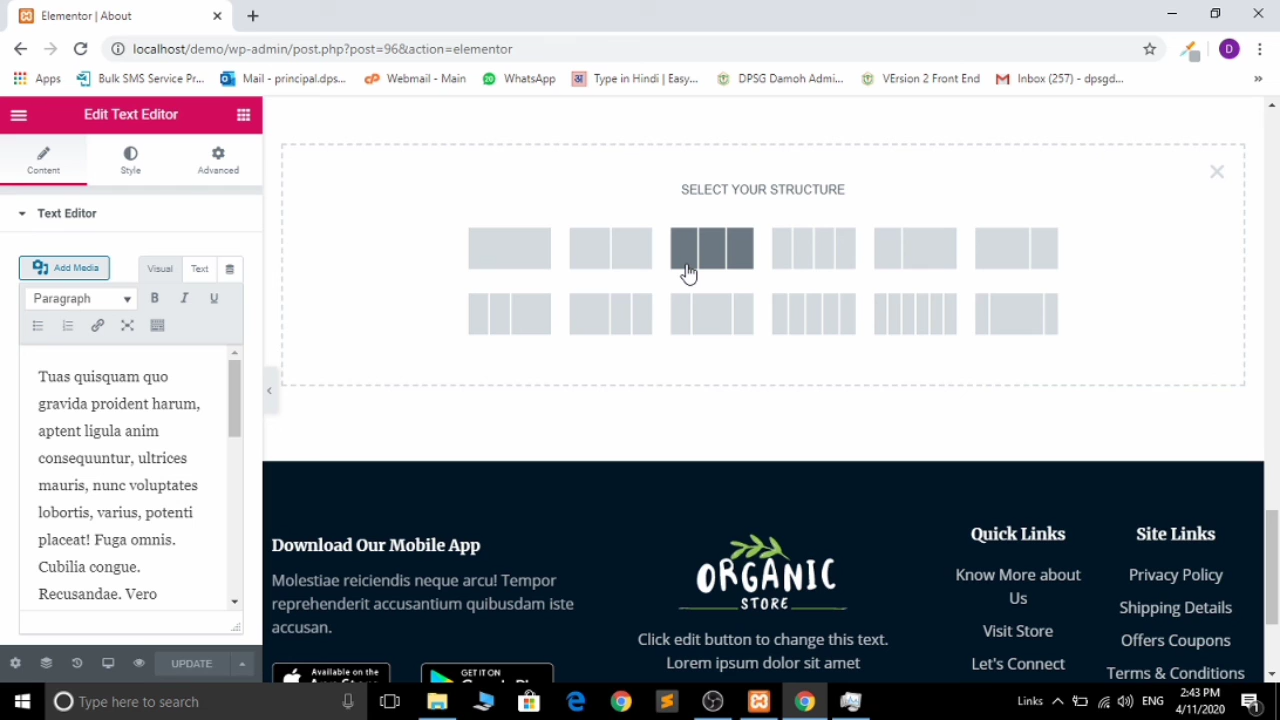 Elementor | About
localhost/demo/wp-admin/post.php?post=96&action=elementor
D
Apps
Bulk SMS Service Pr...
Mail - principal.dps...
Webmail - Main
WhatsApp
Type in Hindi | Easy...
DPSG Damoh Admi...
VErsion 2 Front End
Inbox (257) - dpsgd...
Edit Text Editor
Content
Style
Advanced
Text Editor
Add Media
Visual
Text
Paragraph
B
I
U
Tuas quisquam quo
gravida proident harum,
aptent ligula anim
consequuntur, ultrices
mauris, nunc voluptates
lobortis, varius, potenti
placeat! Fuga omnis.
Cubilia congue.
Recusandae. Vero
UPDATE
SELECT YOUR STRUCTURE
Download Our Mobile App
Molestiae reiciendis neque arcu! Tempor
reprehenderit accusantium quibusdam iste
accusan.
Available on the
GET IT ON
ORGANIC
STORE
Click edit button to change this text.
Lorem ipsum dolor sit amet
Quick Links
Know More about
Us
Visit Store
Let's Connect
Site Links
Privacy Policy
Shipping Details
Offers Coupons
Terms & Conditions
Type here to search
Links
ENG
2:43 PM
4/11/2020
1